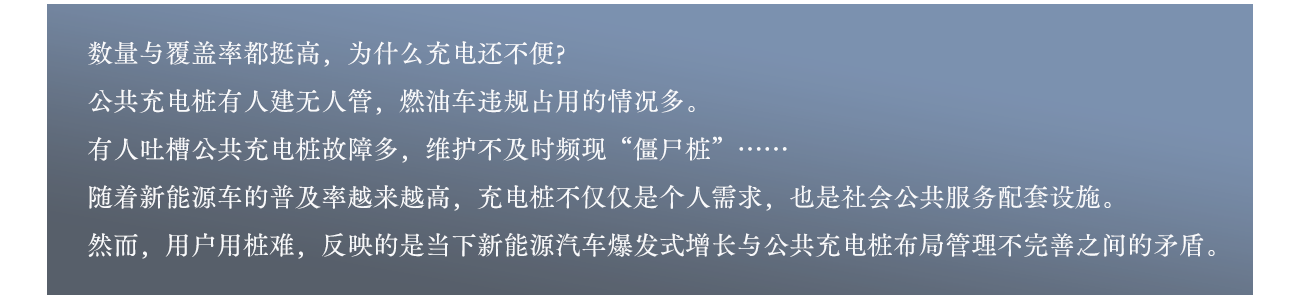 数量与覆盖率都挺高，为什么充电还不便?
公共充电桩有人建无人管，燃油车违规占用的情况多。
有人吐槽公共充电桩故障多，维护不及时频现“僵尸桩”……
随着新能源车的普及率越来越高，充电桩不仅仅是个人需求，也是社会公共服务配套设施。
然而，用户用桩难，反映的是当下新能源汽车爆发式增长与公共充电桩布局管理不完善之间的矛盾。